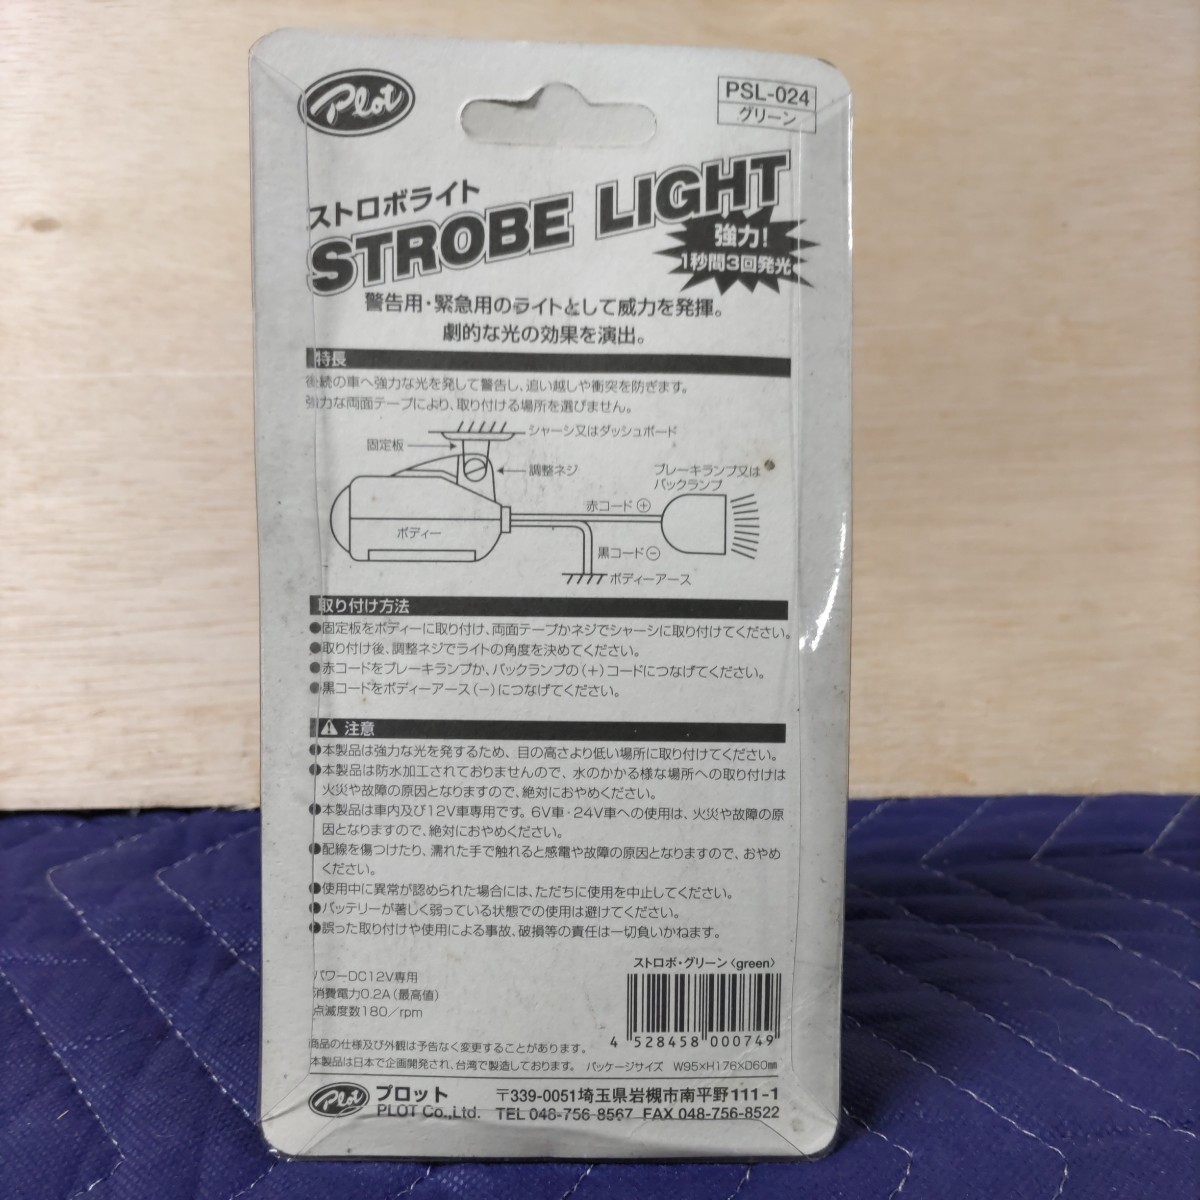 Plot
PSL-024
グリーン
ストロボライト
STROBE LIGHT
強力!
1秒間3回発光
警告用・緊急用のライトとして威力を発揮。
劇的な光の効果を演出。
特長
後続の車へ強力な光を発して警告し、追い越しや衝突を防ぎます。
強力な両面テープにより、取り付ける場所を選びません。
シャーシ又はダッシュボード
固定板
調整ネジ
ブレーキランプ又は
バックランプ
赤コード ⊕
ボディー
黒コード ⊖
ボディーアース
取り付け方法
●固定板をボディーに取り付け、両面テープかネジでシャーシに取り付けてください。
●取り付け後、調整ネジでライトの角度を決めてください。
●赤コードをブレーキランプか、バックランプの(+)コードにつなげてください。
●黒コードをボディーアース(−)につなげてください。
⚠ 注意
●本製品は強力な光を発するため、目の高さより低い場所に取り付けてください。
●本製品は防水加工されておりませんので、水のかかる様な場所への取り付けは
火災や故障の原因となりますので、絶対におやめください。
●本製品は車内及び12V車専用です。6V車・24V車への使用は、火災や故障の原
因となりますので、絶対におやめください。
●配線を傷つけたり、濡れた手で触れると感電や故障の原因となりますので、おやめ
ください。
●使用中に異常が認められた場合には、ただちに使用を中止してください。
●バッテリーが著しく弱っている状態での使用は避けてください。
●誤った取り付けや使用による事故、破損等の責任は一切負いかねます。
ストロボ・グリーン〈green〉
パワーDC12V専用
消費電力0.2A(最高値)
点滅度数180/rpm
4 528458 000749
商品の仕様及び外観は予告なく変更することがあります。
本製品は日本で企画開発され、台湾で製造しております。 パッケージサイズ W95×H176×D60㎜
Plot
プロット
PLOT Co.,Ltd.
〒339-0051埼玉県岩槻市南平野111-1
TEL 048-756-8567 FAX 048-756-8522